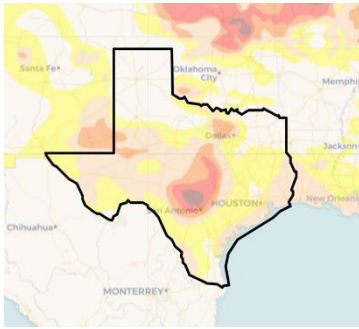 Santa Fe
Oklahoma
City
Memphis
Dallas
Jackson
San Antonio
HOUSTON
New Orleans
Chihuahua
MONTERREY